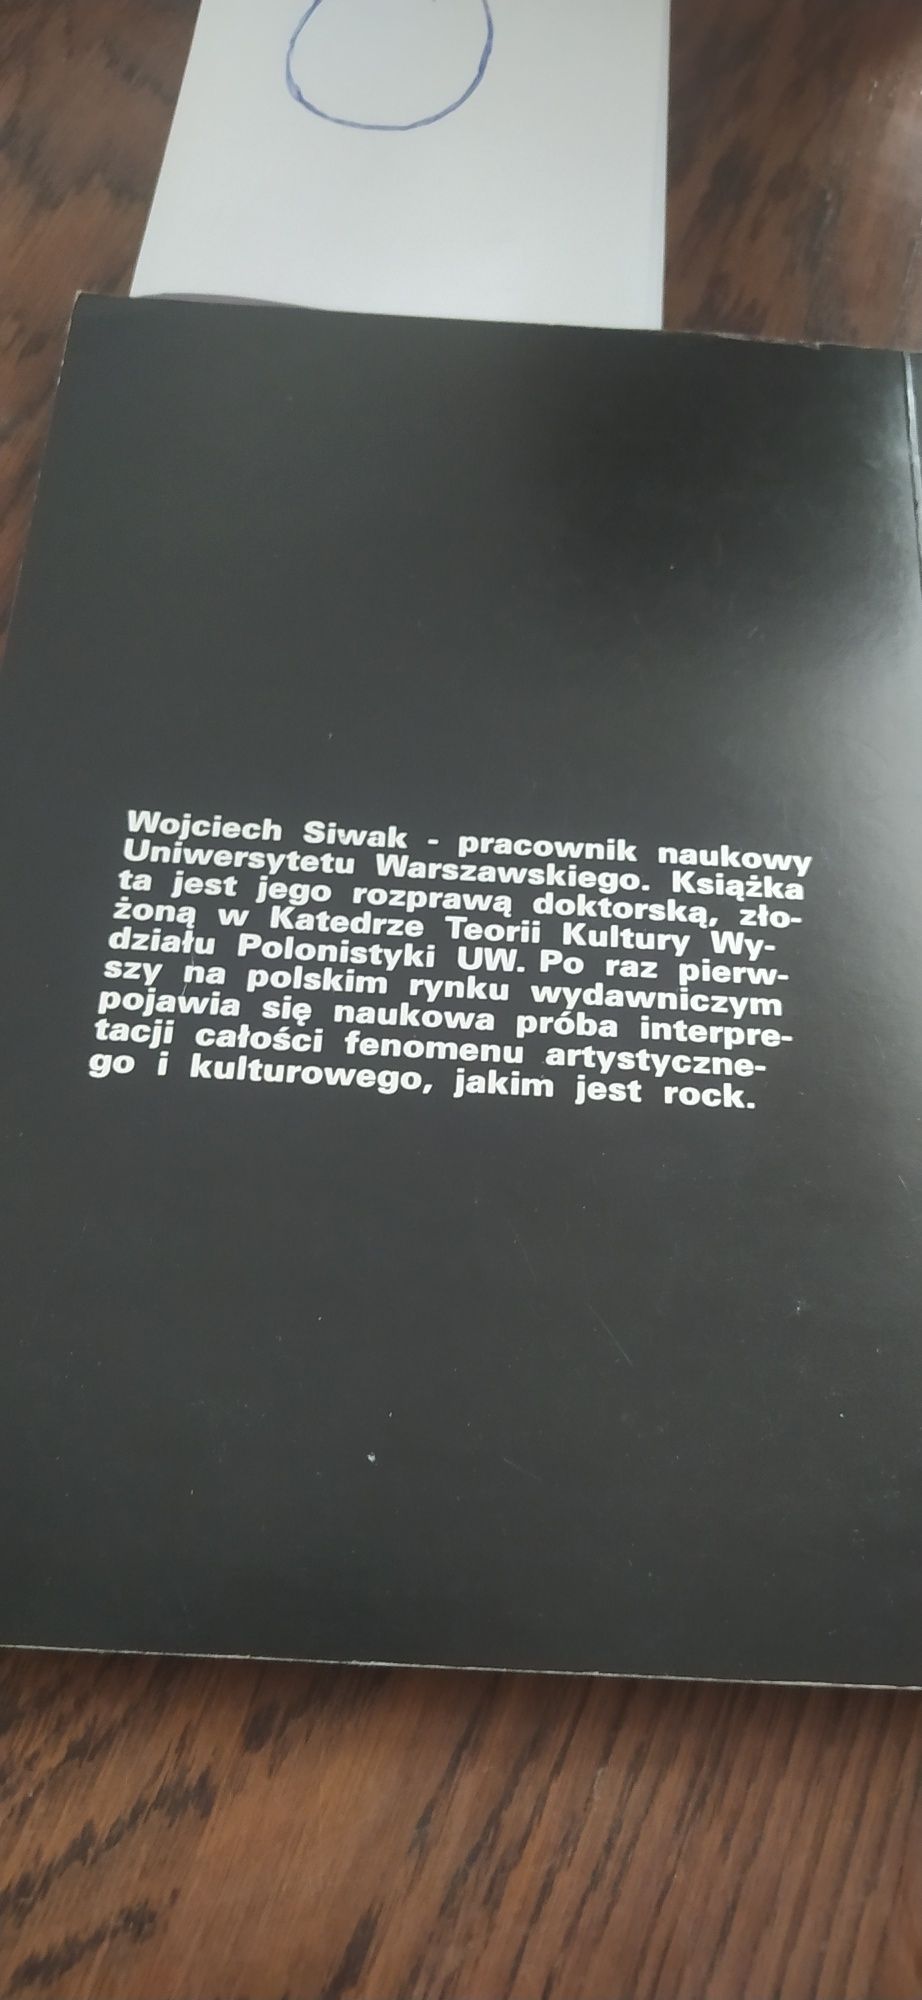 Wojciech Siwak - pracownik naukowy
Uniwersytetu Warszawskiego. Książka
ta jest jego rozprawą doktorską, zło-
żoną w Katedrze Teorii Kultury Wy-
działu Polonistyki UW. Po raz pierw-
szy na polskim rynku wydawniczym
pojawia się naukowa próba interpre-
tacji całości fenomenu artystyczne-
go i kulturowego, jakim jest rock.